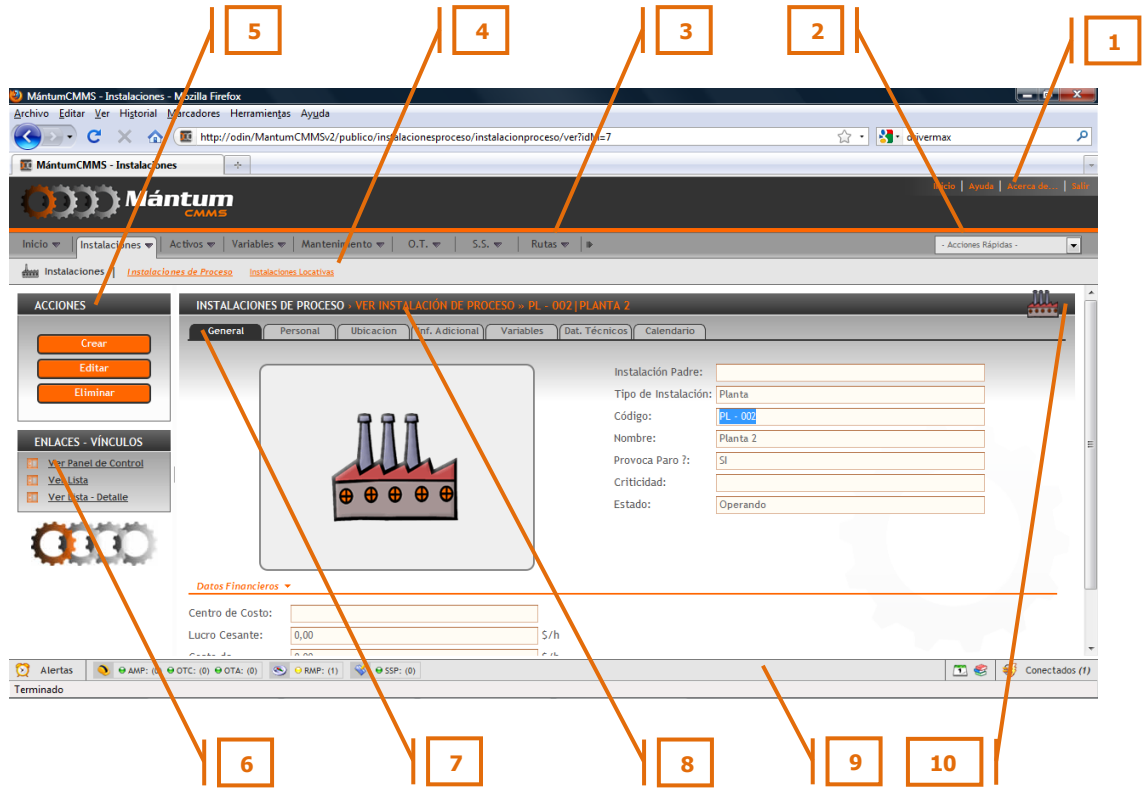 5 4 3 2 1
MántumCMMS - Instalaciones - Mozilla Firefox
Archivo Editar Ver Historial Marcadores Herramientas Ayuda
http://odin/MantumCMMSv2/publico/instalacionesproceso/instalacionproceso/ver?idM=7
drivermax
MántumCMMS - Instalaciones
Mántum
CMMS
Inicio | Ayuda | Acerca de... | Salir
Inicio Instalaciones Activos Variables Mantenimiento O.T. S.S. Rutas
- Acciones Rápidas -
Instalaciones | Instalaciones de Proceso Instalaciones Locativas
ACCIONES
Crear
Editar
Eliminar
ENLACES - VÍNCULOS
Ver Panel de Control
Ver Lista
Ver Lista - Detalle
INSTALACIONES DE PROCESO › VER INSTALACIÓN DE PROCESO » PL - 002|PLANTA 2
General Personal Ubicacion Inf. Adicional Variables Dat. Técnicos Calendario
Instalación Padre:
Tipo de Instalación: Planta
Código: PL - 002
Nombre: Planta 2
Provoca Paro ?: SI
Criticidad:
Estado: Operando
Datos Financieros
Centro de Costo:
Lucro Cesante: 0,00 $/h
Alertas AMP: (0) OTC: (0) OTA: (0) RMP: (1) SSP: (0)
1
Conectados (1)
Terminado
6 7 8 9 10